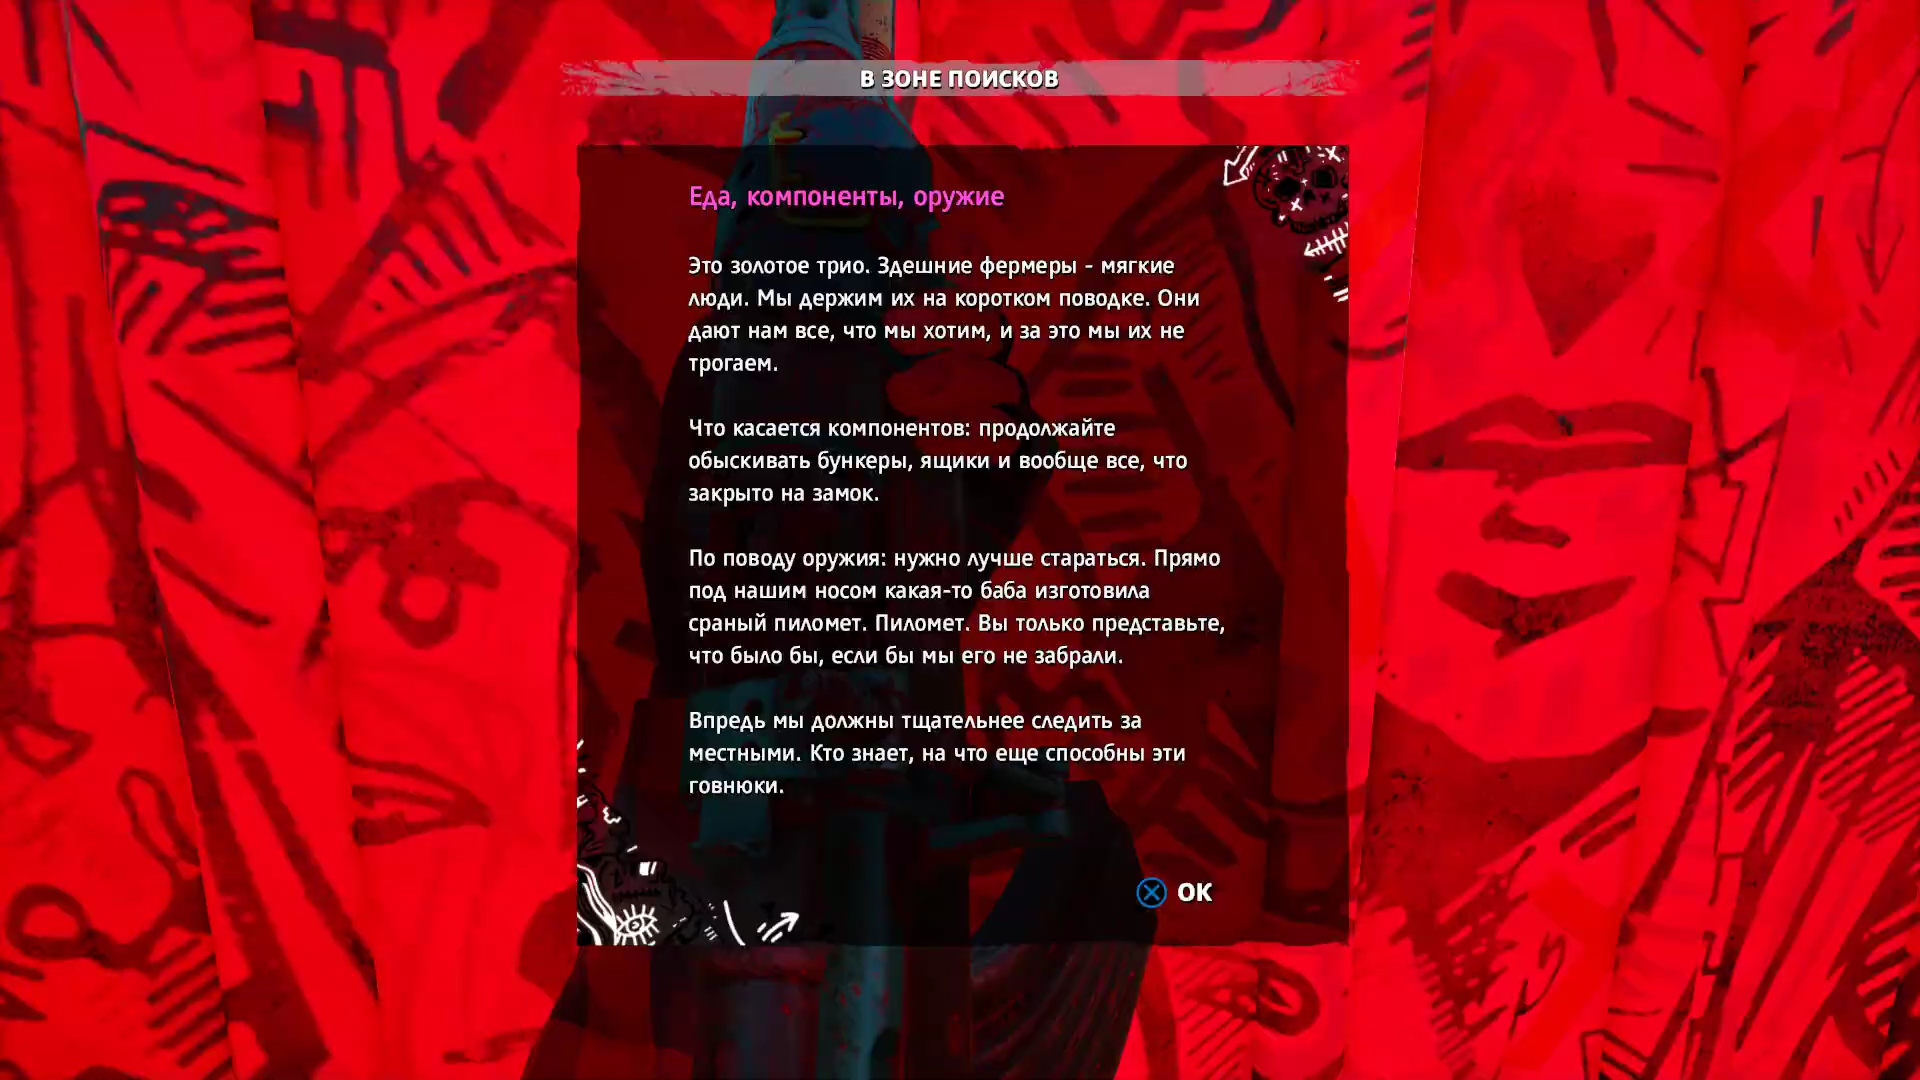 В ЗОНЕ ПОИСКОВ
Еда, компоненты, оружие
Это золотое трио. Здешние фермеры - мягкие
люди. Мы держим их на коротком поводке. Они
дают нам все, что мы хотим, и за это мы их не
трогаем.
Что касается компонентов: продолжайте
обыскивать бункеры, ящики и вообще все, что
закрыто на замок.
По поводу оружия: нужно лучше стараться. Прямо
под нашим носом какая-то баба изготовила
сраный пиломет. Пиломет. Вы только представьте,
что было бы, если бы мы его не забрали.
Впредь мы должны тщательнее следить за
местными. Кто знает, на что еще способны эти
говнюки.
OK